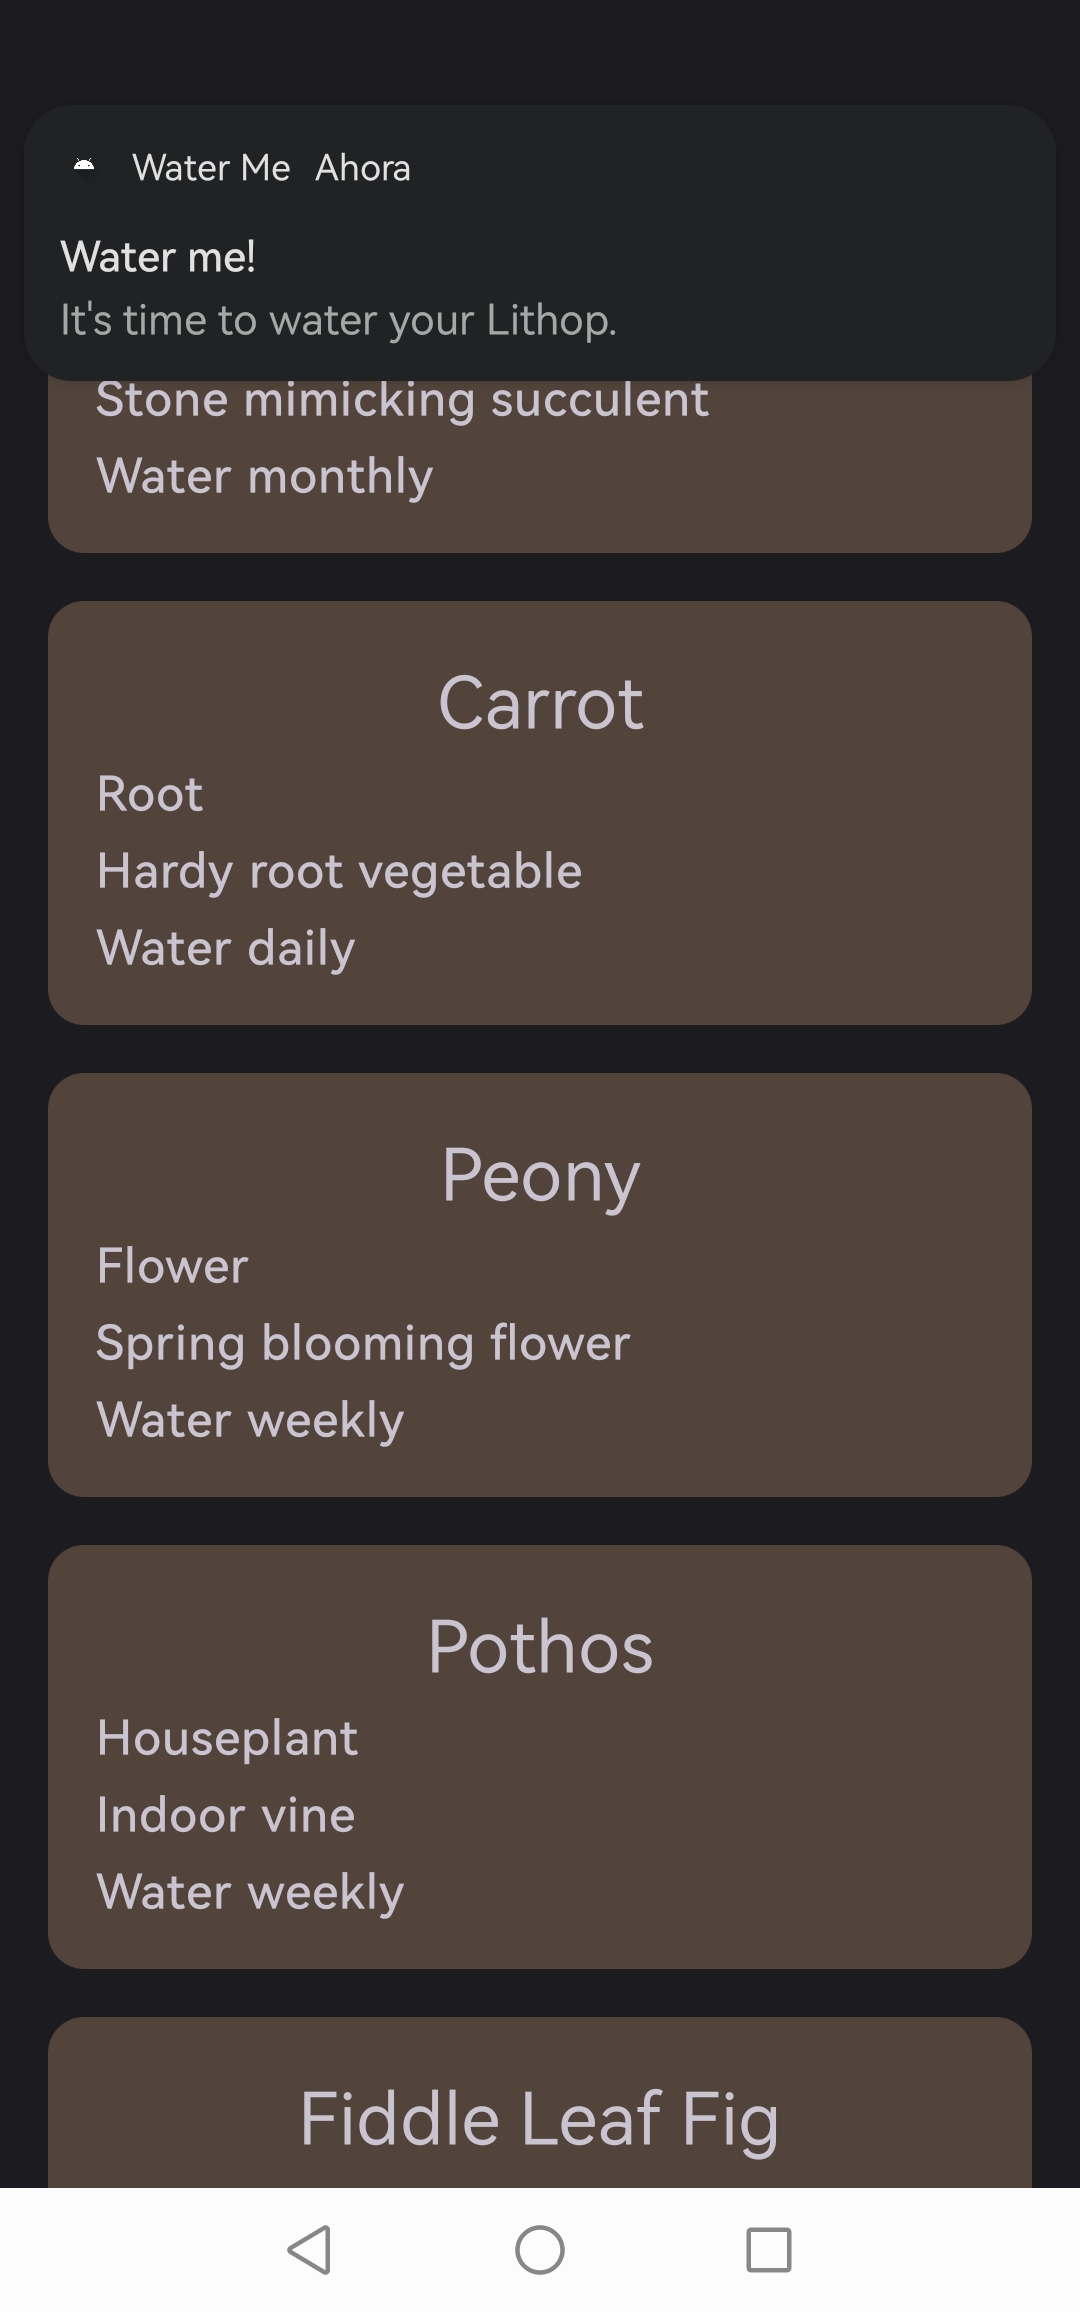 Water Me Ahora
Water me!
It's time to water your Lithop.
Stone mimicking succulent
Water monthly
Carrot
Root
Hardy root vegetable
Water daily
Peony
Flower
Spring blooming flower
Water weekly
Pothos
Houseplant
Indoor vine
Water weekly
Fiddle Leaf Fig